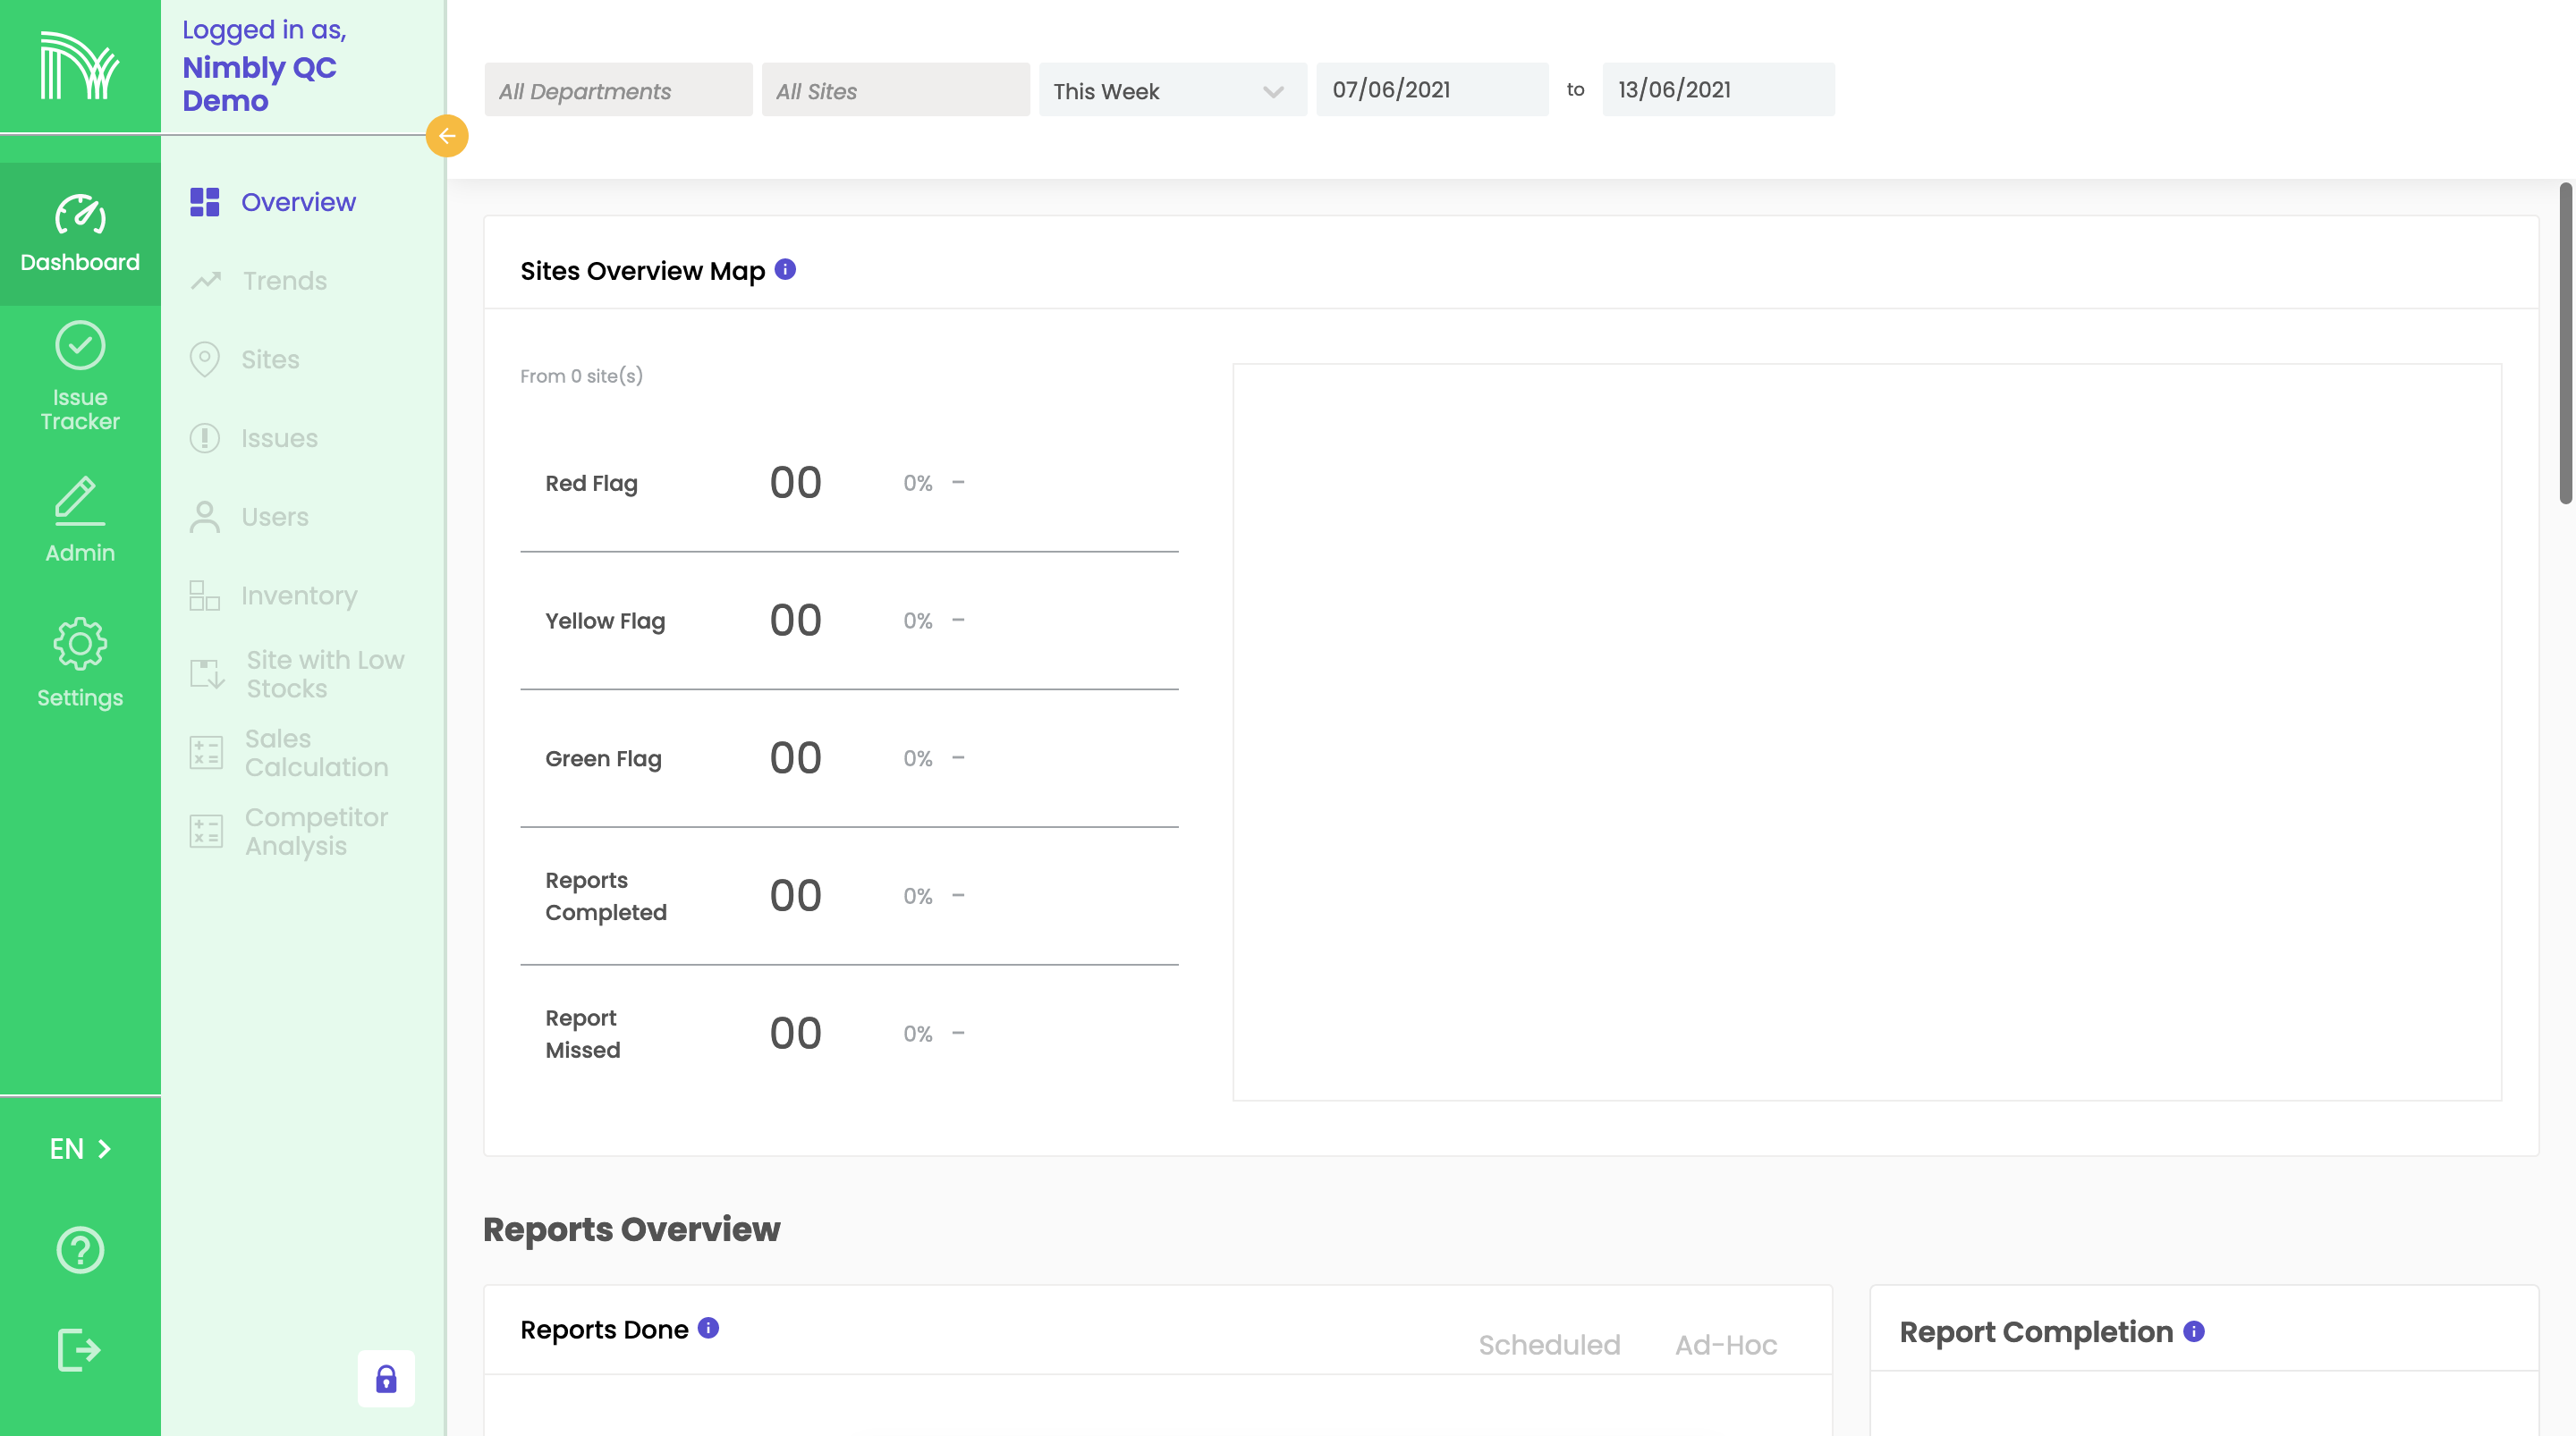 Logged in as,
Nimbly QC
Demo
Dashboard
Issue
Tracker
Admin
Settings
EN
Overview
Trends
Sites
Issues
Users
Inventory
Site with Low
Stocks
Sales
Calculation
Competitor
Analysis
All Departments
All Sites
This Week
07/06/2021
to
13/06/2021
Sites Overview Map
From 0 site(s)
Red Flag 00 0% -
Yellow Flag 00 0% -
Green Flag 00 0% -
Reports
Completed 00 0% -
Report
Missed 00 0% -
Reports Overview
Reports Done
Scheduled
Ad-Hoc
Report Completion